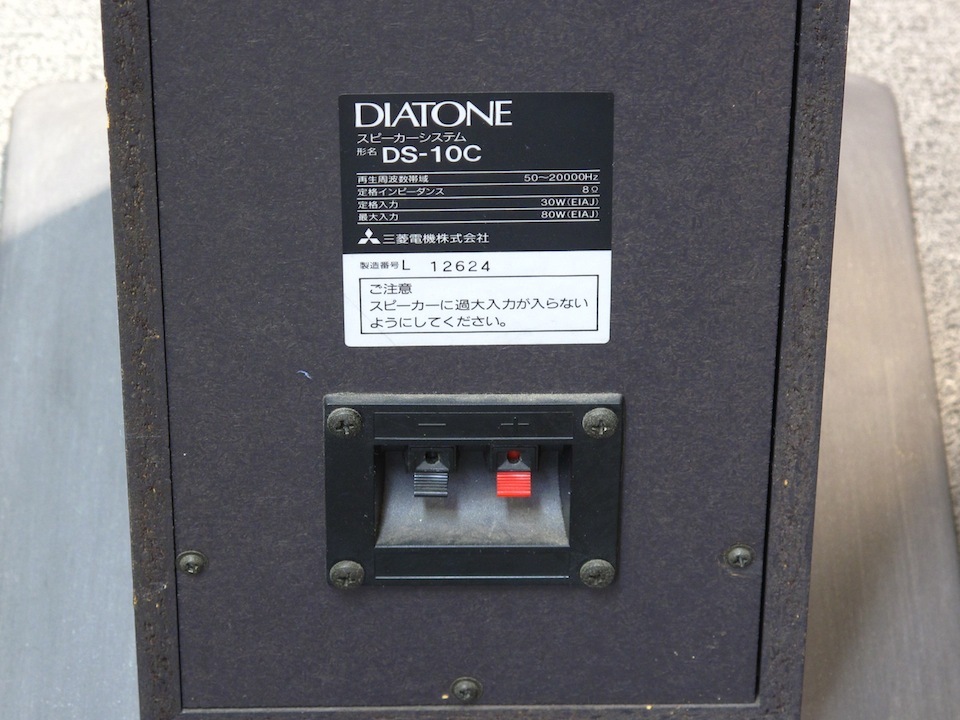 DIATONE
スピーカーシステム
形名 DS-10C
再生周波数帯域 50～20000Hz
定格インピーダンス 8Ω
定格入力 30W(EIAJ)
最大入力 80W(EIAJ)
三菱電機株式会社
製造番号 L 12624
ご注意
スピーカーに過大入力が入らない
ようにしてください。
— +